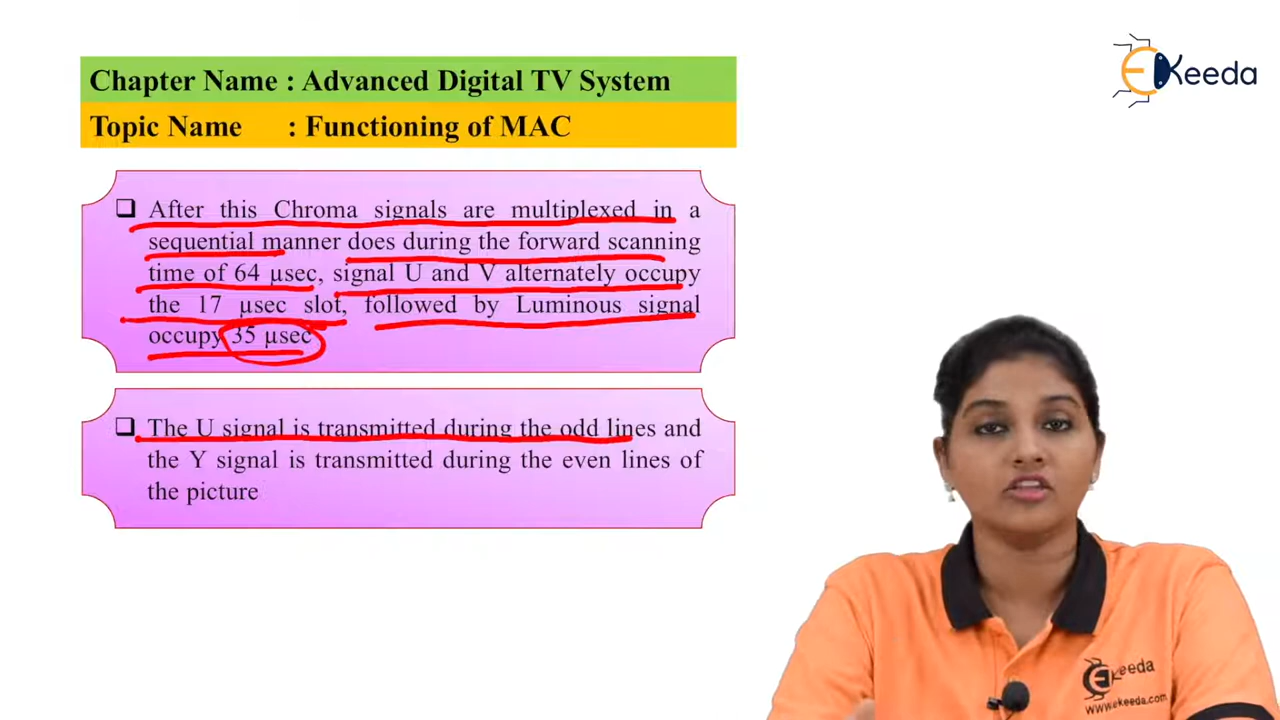 Chapter Name : Advanced Digital TV System
Topic Name : Functioning of MAC
Keeda
After this Chroma signals are multiplexed in a
sequential manner does during the forward scanning
time of 64 µsec, signal U and V alternately occupy
the 17 µsec slot, followed by Luminous signal
occupy 35 µsec
The U signal is transmitted during the odd lines and
the Y signal is transmitted during the even lines of
the picture
Keeda
www.ekeeda.com